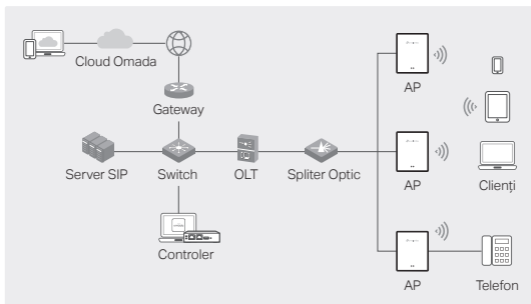 Cloud Omada
Gateway
AP
Server SIP
Switch
OLT
Spliter Optic
AP
Clienți
Controler
AP
Telefon